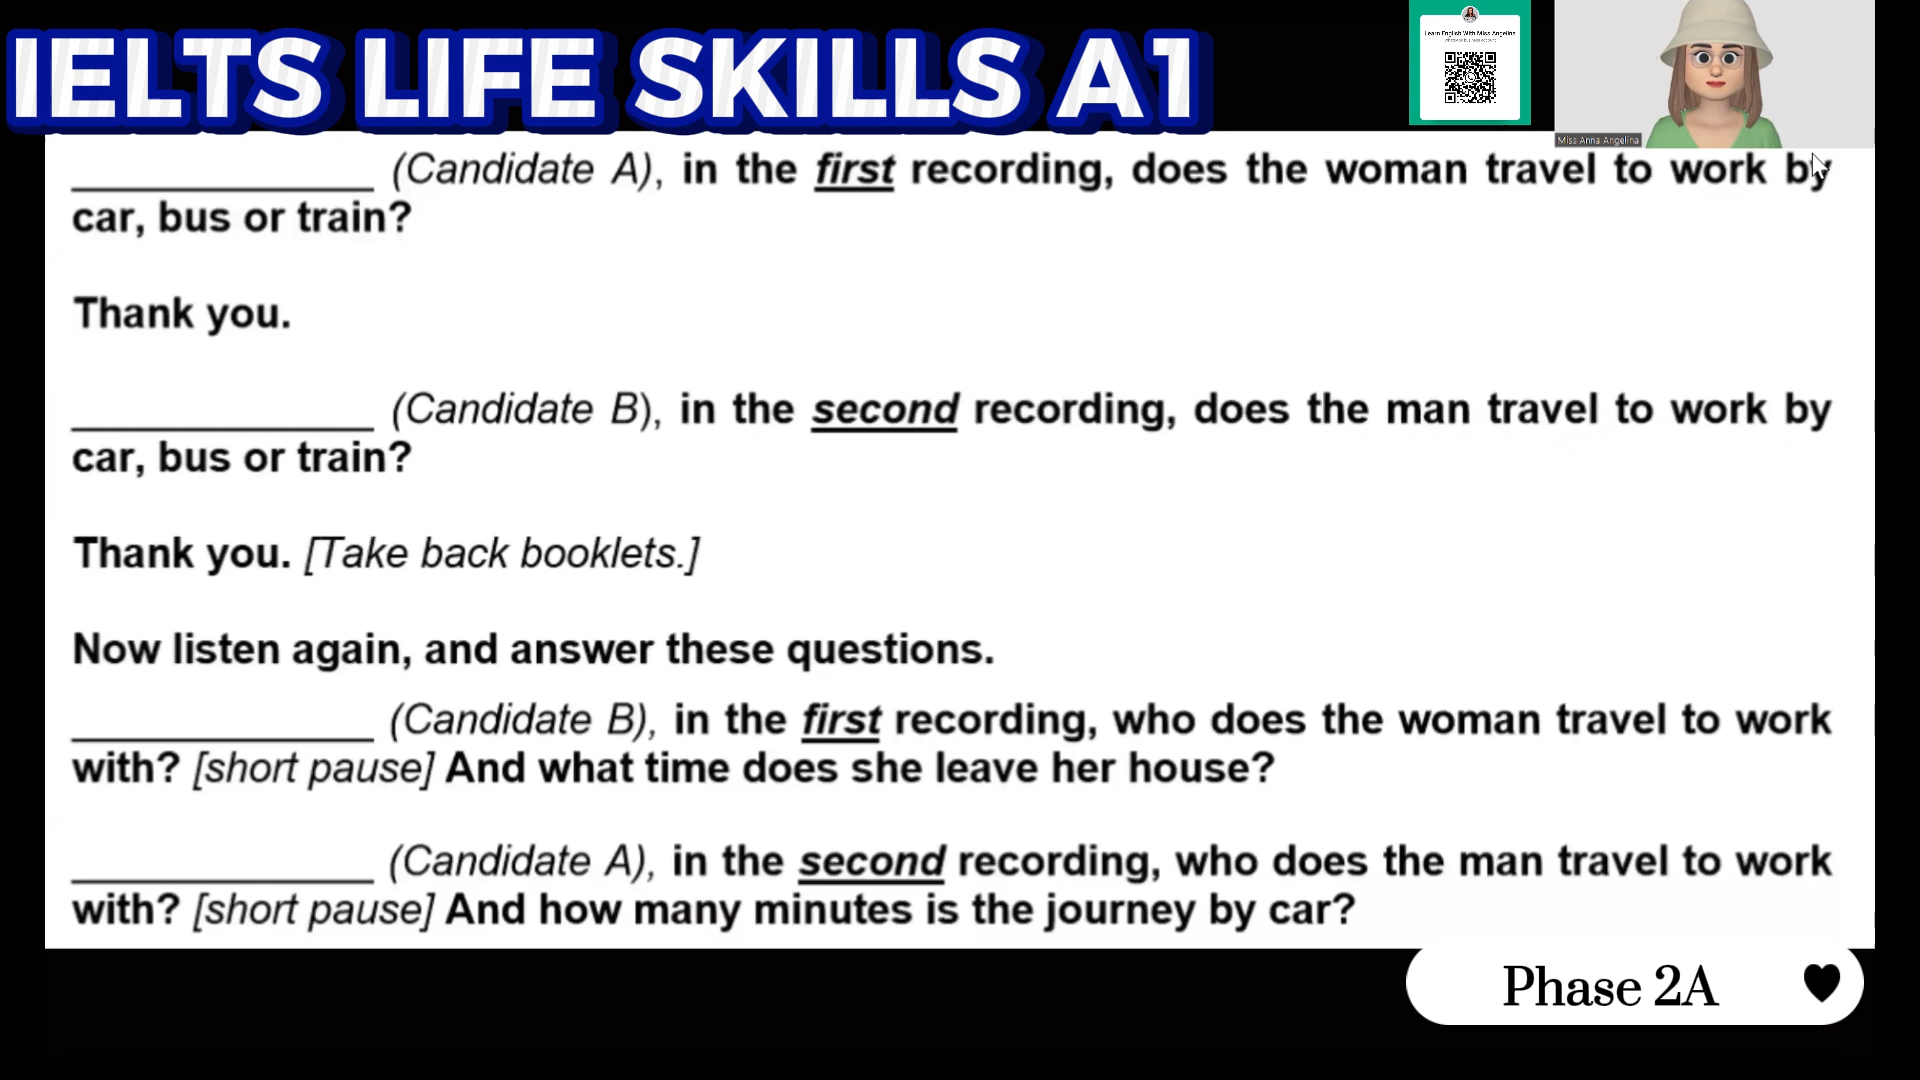 IELTS LIFE SKILLS A1
Learn English With Miss Angelina
Miss Anna Angelina
______________ (Candidate A), in the first recording, does the woman travel to work by
car, bus or train?
Thank you.
______________ (Candidate B), in the second recording, does the man travel to work by
car, bus or train?
Thank you. [Take back booklets.]
Now listen again, and answer these questions.
______________ (Candidate B), in the first recording, who does the woman travel to work
with? [short pause] And what time does she leave her house?
______________ (Candidate A), in the second recording, who does the man travel to work
with? [short pause] And how many minutes is the journey by car?
Phase 2A